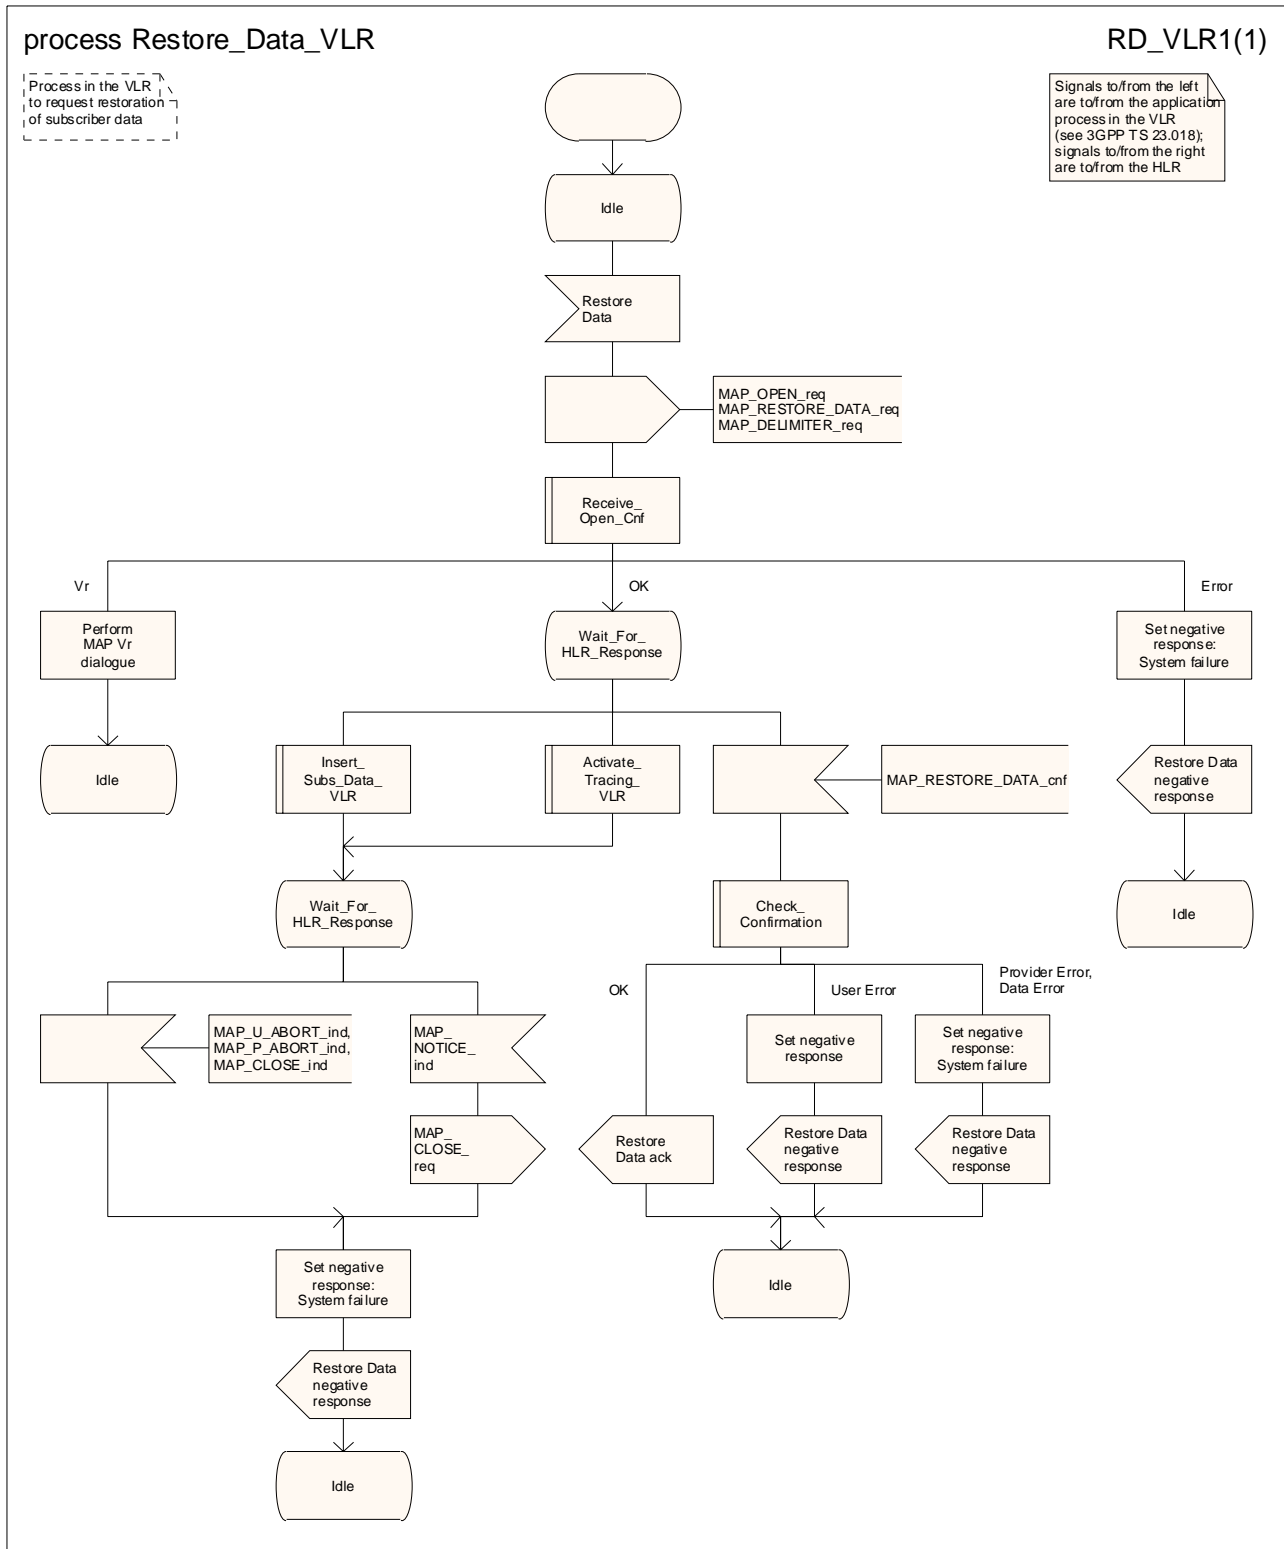 process Restore_Data_VLR
RD_VLR1(1)
Process in the VLR
to request restoration
of subscriber data
Signals to/from the left
are to/from the application
process in the VLR
(see 3GPP TS 23.018);
signals to/from the right
are to/from the HLR
Idle
Restore
Data
MAP_OPEN_req
MAP_RESTORE_DATA_req
MAP_DELIMITER_req
Receive_
Open_Cnf
Vr
OK
Error
Perform
MAP Vr
dialogue
Wait_For_
HLR_Response
Set negative
response:
System failure
Idle
Insert_
Subs_Data_
VLR
Activate_
Tracing_
VLR
MAP_RESTORE_DATA_cnf
Restore Data
negative
response
Wait_For_
HLR_Response
Check_
Confirmation
Idle
OK
User Error
Provider Error,
Data Error
MAP_U_ABORT_ind,
MAP_P_ABORT_ind,
MAP_CLOSE_ind
MAP_
NOTICE_
ind
Set negative
response
Set negative
response:
System failure
MAP_
CLOSE_
req
Restore
Data ack
Restore Data
negative
response
Restore Data
negative
response
Set negative
response:
System failure
Idle
Restore Data
negative
response
Idle